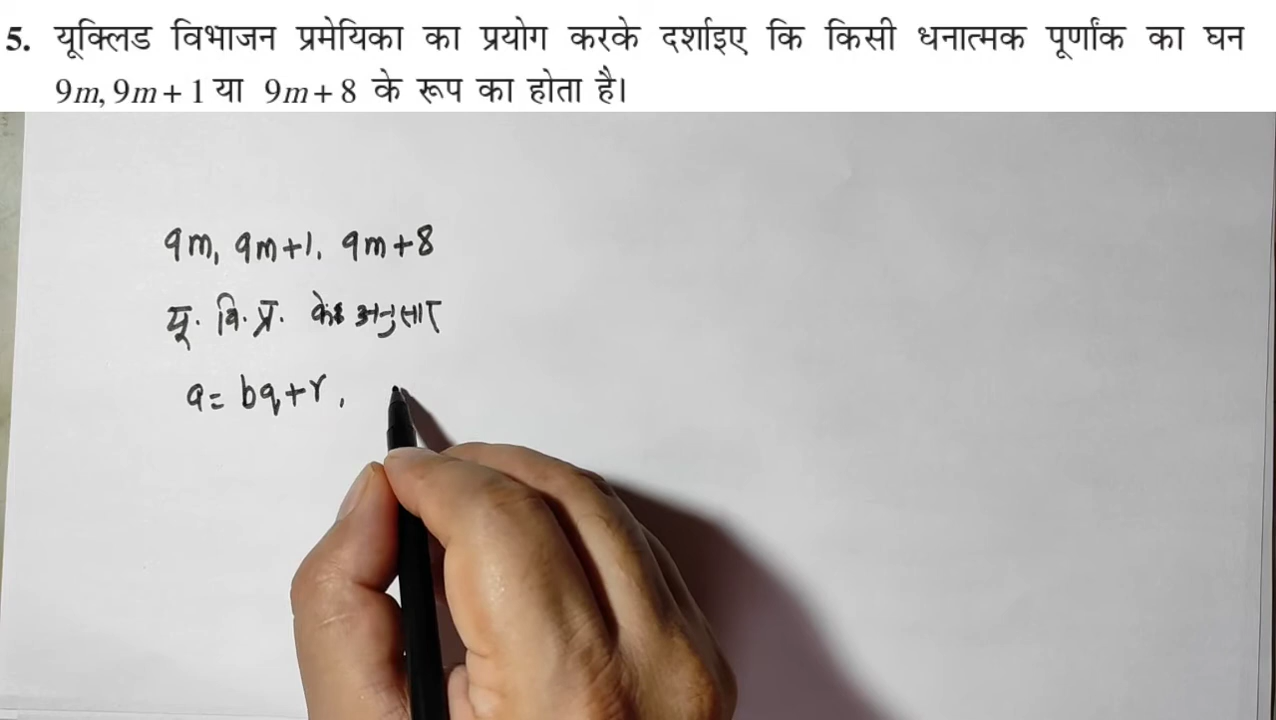 5. यूक्लिड विभाजन प्रमेयिका का प्रयोग करके दर्शाइए कि किसी धनात्मक पूर्णांक का घन
9m, 9m + 1 या 9m + 8 के रूप का होता है।
9m, 9m+1, 9m+8
यू. वि. प्र. के अनुसार
a = bq+r,